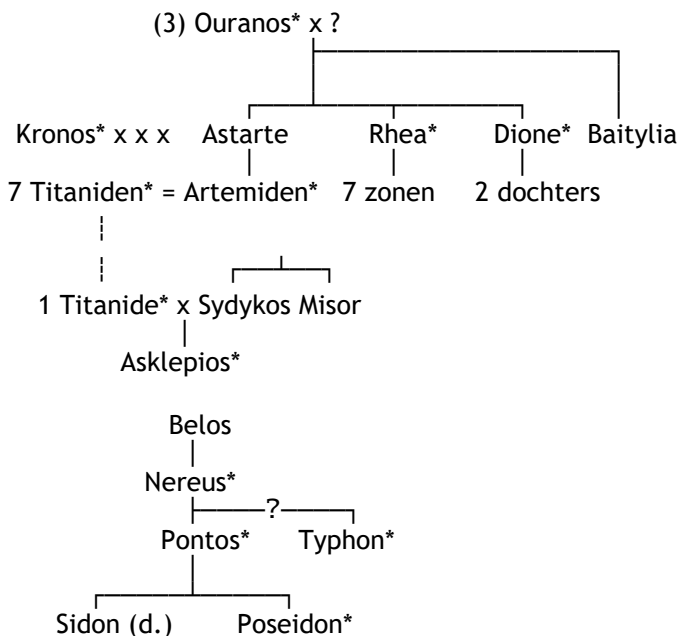 (3) Ouranos* x ?
Kronos* x x x Astarte Rhea* Dione* Baitylia
7 Titaniden* = Artemiden* 7 zonen 2 dochters
1 Titanide* x Sydykos Misor
Asklepios*
Belos
Nereus*
?
Pontos* Typhon*
Sidon (d.) Poseidon*